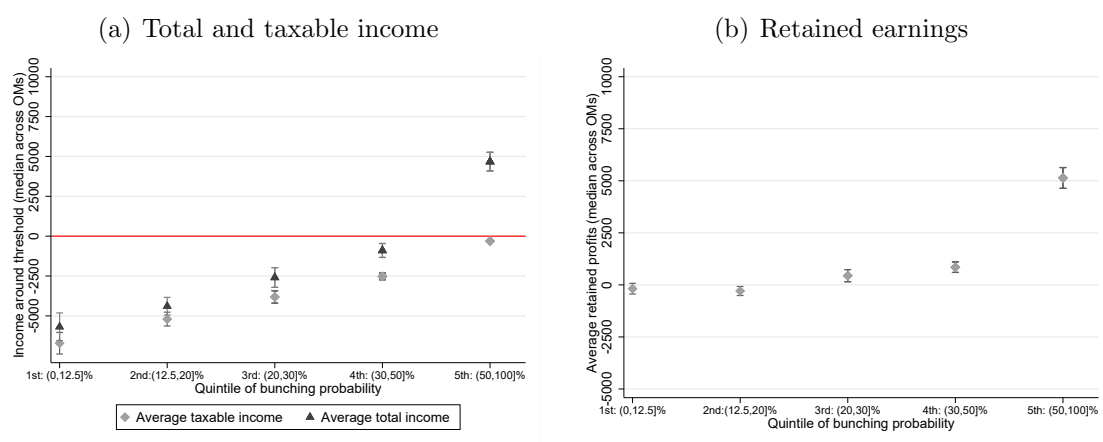 (a) Total and taxable income
Income around threshold (median across OMs)
10000
7500
5000
2500
0
-2500
-5000
1st: (0,12.5]%
2nd:(12.5,20]%
3rd: (20,30]%
4th: (30,50]%
5th: (50,100]%
Quintile of bunching probability
Average taxable income
Average total income
(b) Retained earnings
Average retained profits (median across OMs)
10000
7500
5000
2500
0
-2500
-5000
1st: (0,12.5]%
2nd:(12.5,20]%
3rd: (20,30]%
4th: (30,50]%
5th: (50,100]%
Quintile of bunching probability